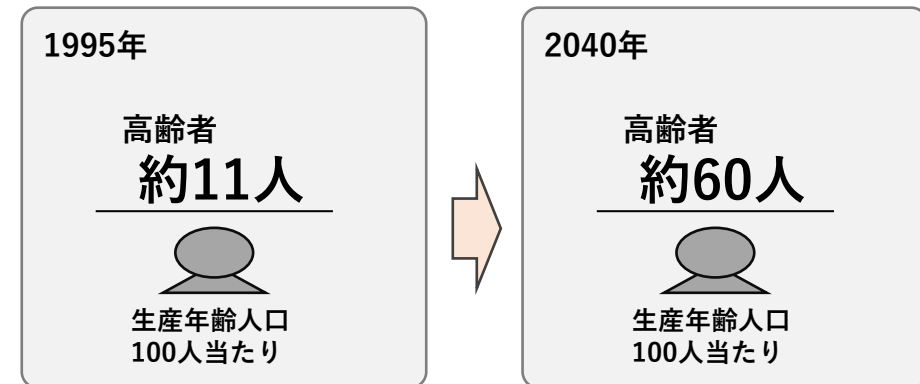 1995年
高齢者
約11人
生産年齢人口
100人当たり
2040年
高齢者
約60人
生産年齢人口
100人当たり